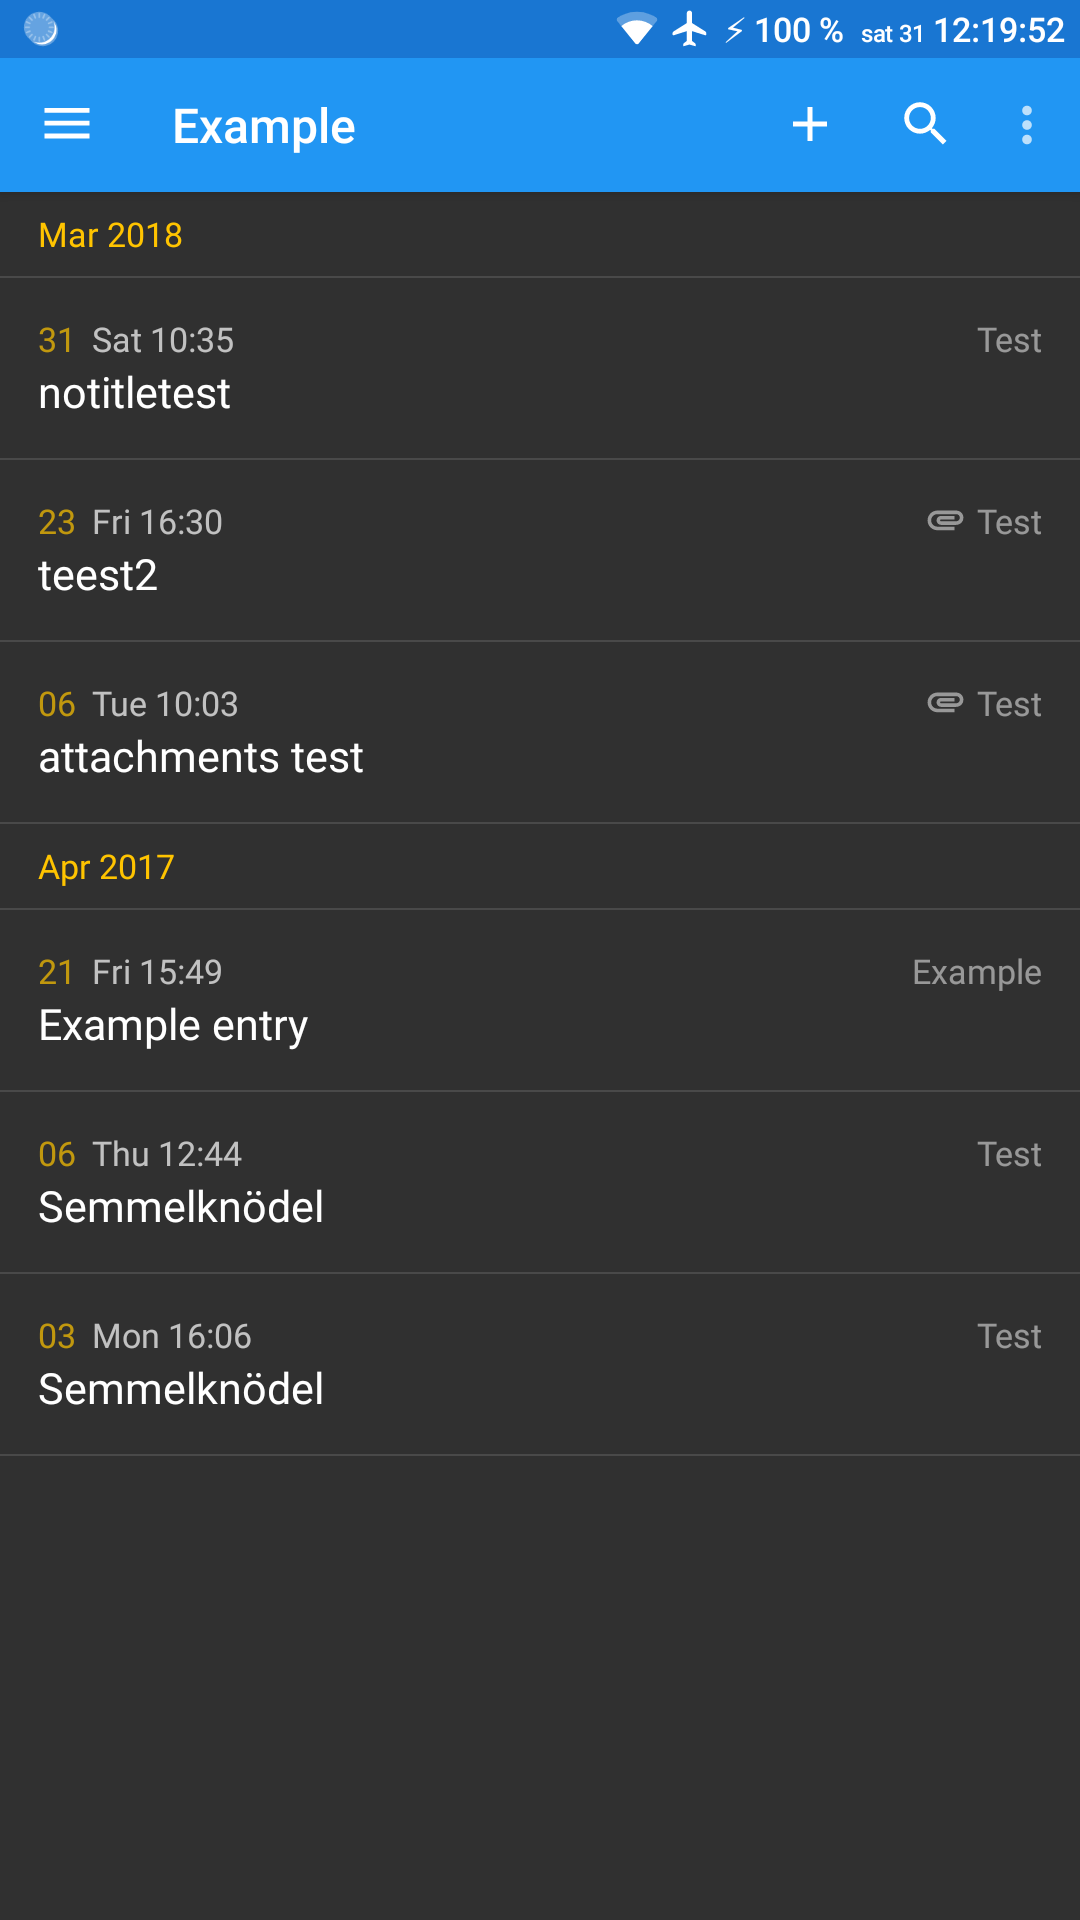 ⚡ 100 % sat 31 12:19:52
Example
Mar 2018
31 Sat 10:35 Test
notitletest
23 Fri 16:30 Test
teest2
06 Tue 10:03 Test
attachments test
Apr 2017
21 Fri 15:49 Example
Example entry
06 Thu 12:44 Test
Semmelknödel
03 Mon 16:06 Test
Semmelknödel